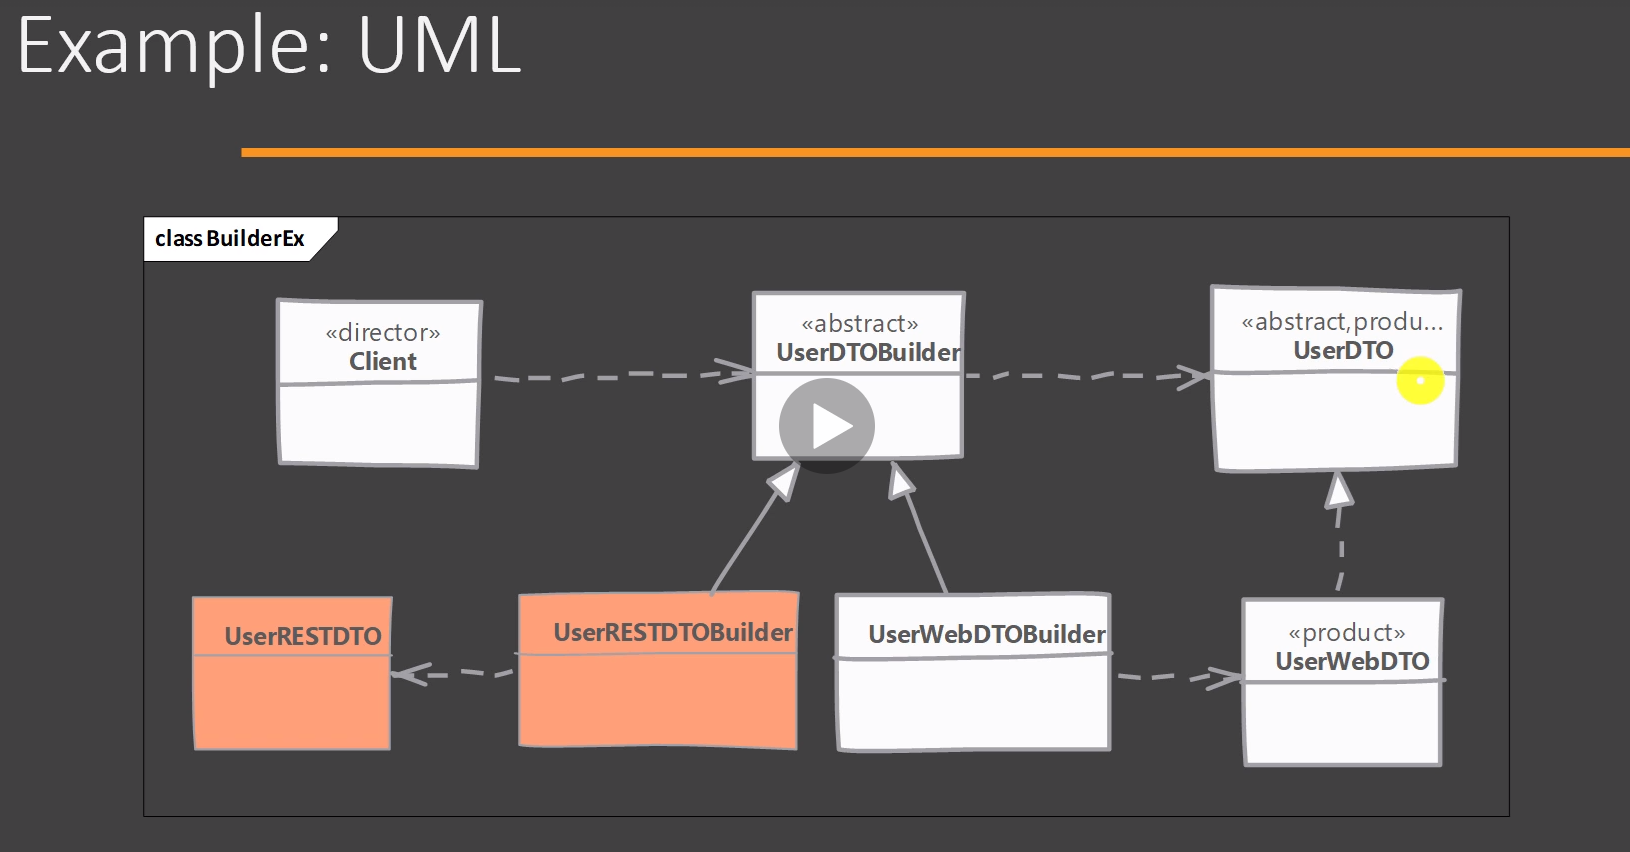 Example: UML
class BuilderEx
«director»
Client
«abstract»
UserDTOBuilder
«abstract,produ...
UserDTO
UserRESTDTO
UserRESTDTOBuilder
UserWebDTOBuilder
«product»
UserWebDTO